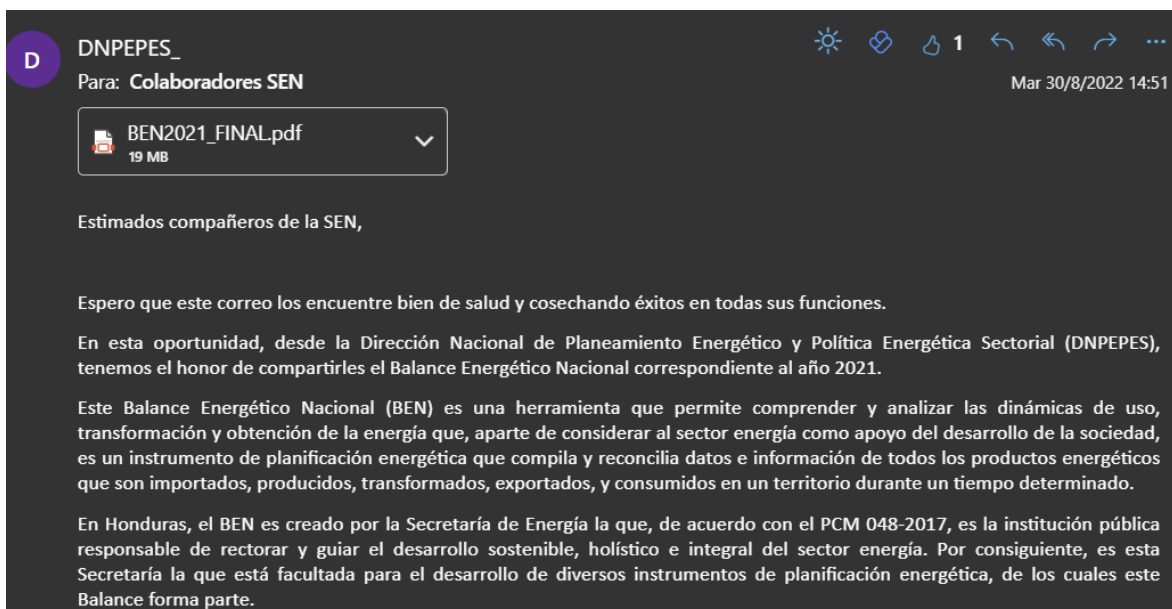 D
DNPEPES_
1
Para: Colaboradores SEN
Mar 30/8/2022 14:51
BEN2021_FINAL.pdf
19 MB
Estimados compañeros de la SEN,
Espero que este correo los encuentre bien de salud y cosechando éxitos en todas sus funciones.
En esta oportunidad, desde la Dirección Nacional de Planeamiento Energético y Política Energética Sectorial (DNPEPES),
tenemos el honor de compartirles el Balance Energético Nacional correspondiente al año 2021.
Este Balance Energético Nacional (BEN) es una herramienta que permite comprender y analizar las dinámicas de uso,
transformación y obtención de la energía que, aparte de considerar al sector energía como apoyo del desarrollo de la sociedad,
es un instrumento de planificación energética que compila y reconcilia datos e información de todos los productos energéticos
que son importados, producidos, transformados, exportados, y consumidos en un territorio durante un tiempo determinado.
En Honduras, el BEN es creado por la Secretaría de Energía la que, de acuerdo con el PCM 048-2017, es la institución pública
responsable de rectorar y guiar el desarrollo sostenible, holístico e integral del sector energía. Por consiguiente, es esta
Secretaría la que está facultada para el desarrollo de diversos instrumentos de planificación energética, de los cuales este
Balance forma parte.